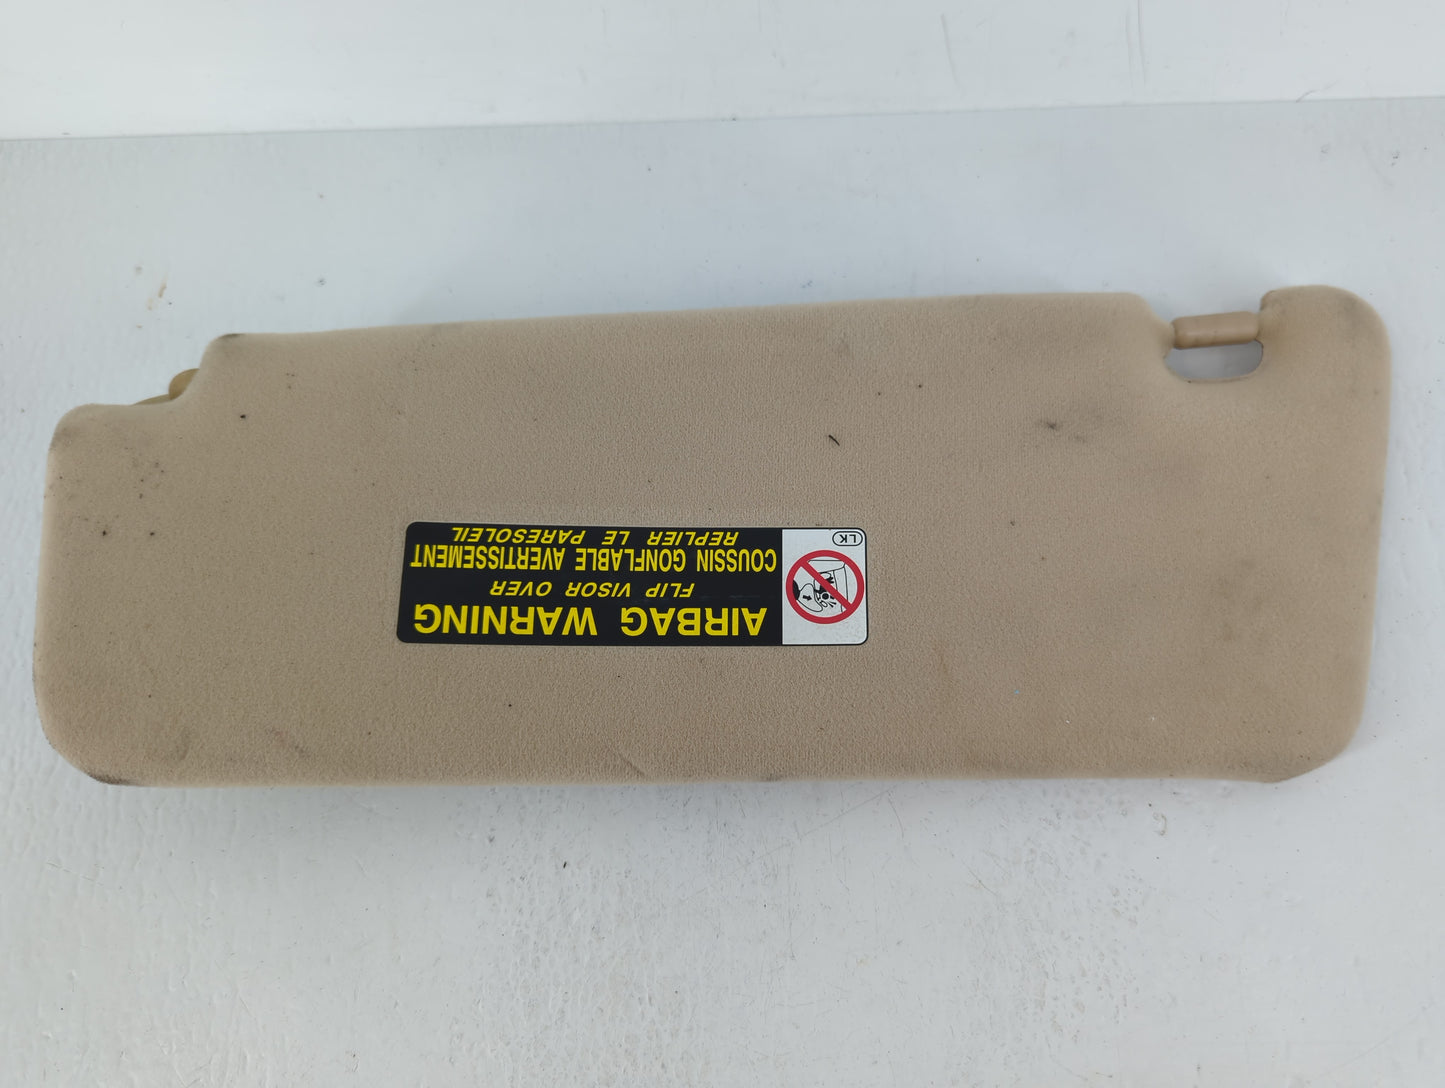 AIRBAG WARNING
FLIP VISOR OVER
COUSSIN GONFLABLE AVERTISSEMENT
REPLIER LE PARESOLEIL
LK